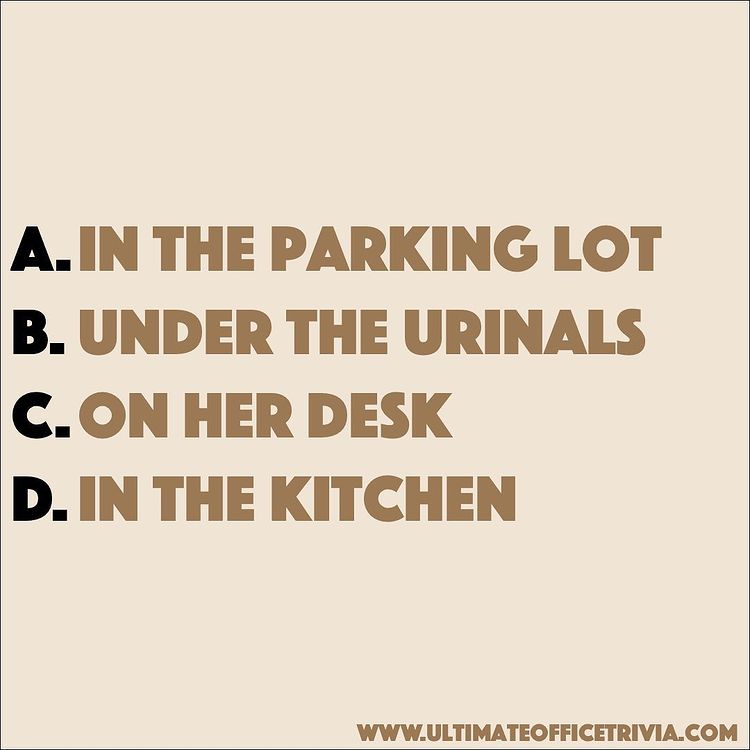 A. IN THE PARKING LOT
B. UNDER THE URINALS
C. ON HER DESK
D. IN THE KITCHEN
WWW.ULTIMATEOFFICETRIVIA.COM